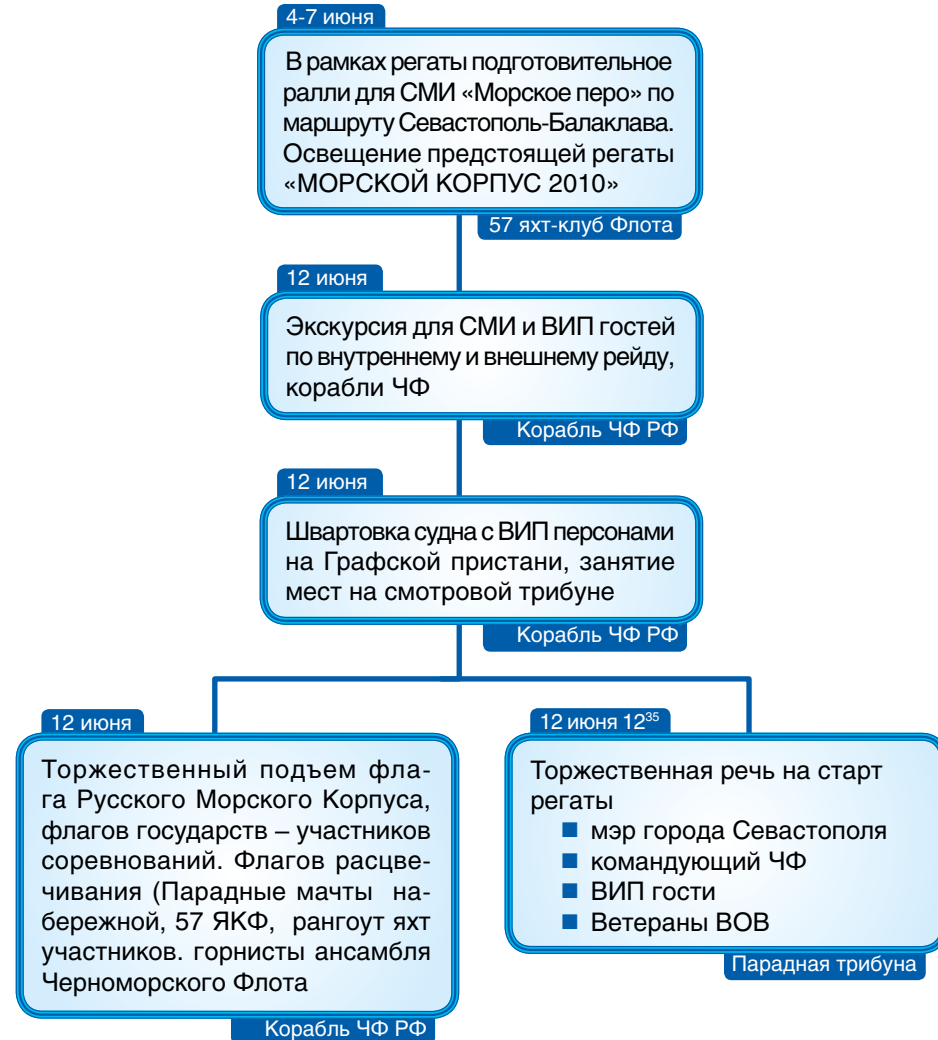 4-7 июня
В рамках регаты подготовительное
ралли для СМИ «Морское перо» по
маршруту Севастополь-Балаклава.
Освещение предстоящей регаты
«МОРСКОЙ КОРПУС 2010»
57 яхт-клуб Флота
12 июня
Экскурсия для СМИ и ВИП гостей
по внутреннему и внешнему рейду,
корабли ЧФ
Корабль ЧФ РФ
12 июня
Швартовка судна с ВИП персонами
на Графской пристани, занятие
мест на смотровой трибуне
Корабль ЧФ РФ
12 июня
Торжественный подъем фла-
га Русского Морского Корпуса,
флагов государств – участников
соревнований. Флагов расцве-
чивания (Парадные мачты на-
бережной, 57 ЯКФ, рангоут яхт
участников. горнисты ансамбля
Черноморского Флота
Корабль ЧФ РФ
12 июня 12³⁵
Торжественная речь на старт
регаты
■ мэр города Севастополя
■ командующий ЧФ
■ ВИП гости
■ Ветераны ВОВ
Парадная трибуна